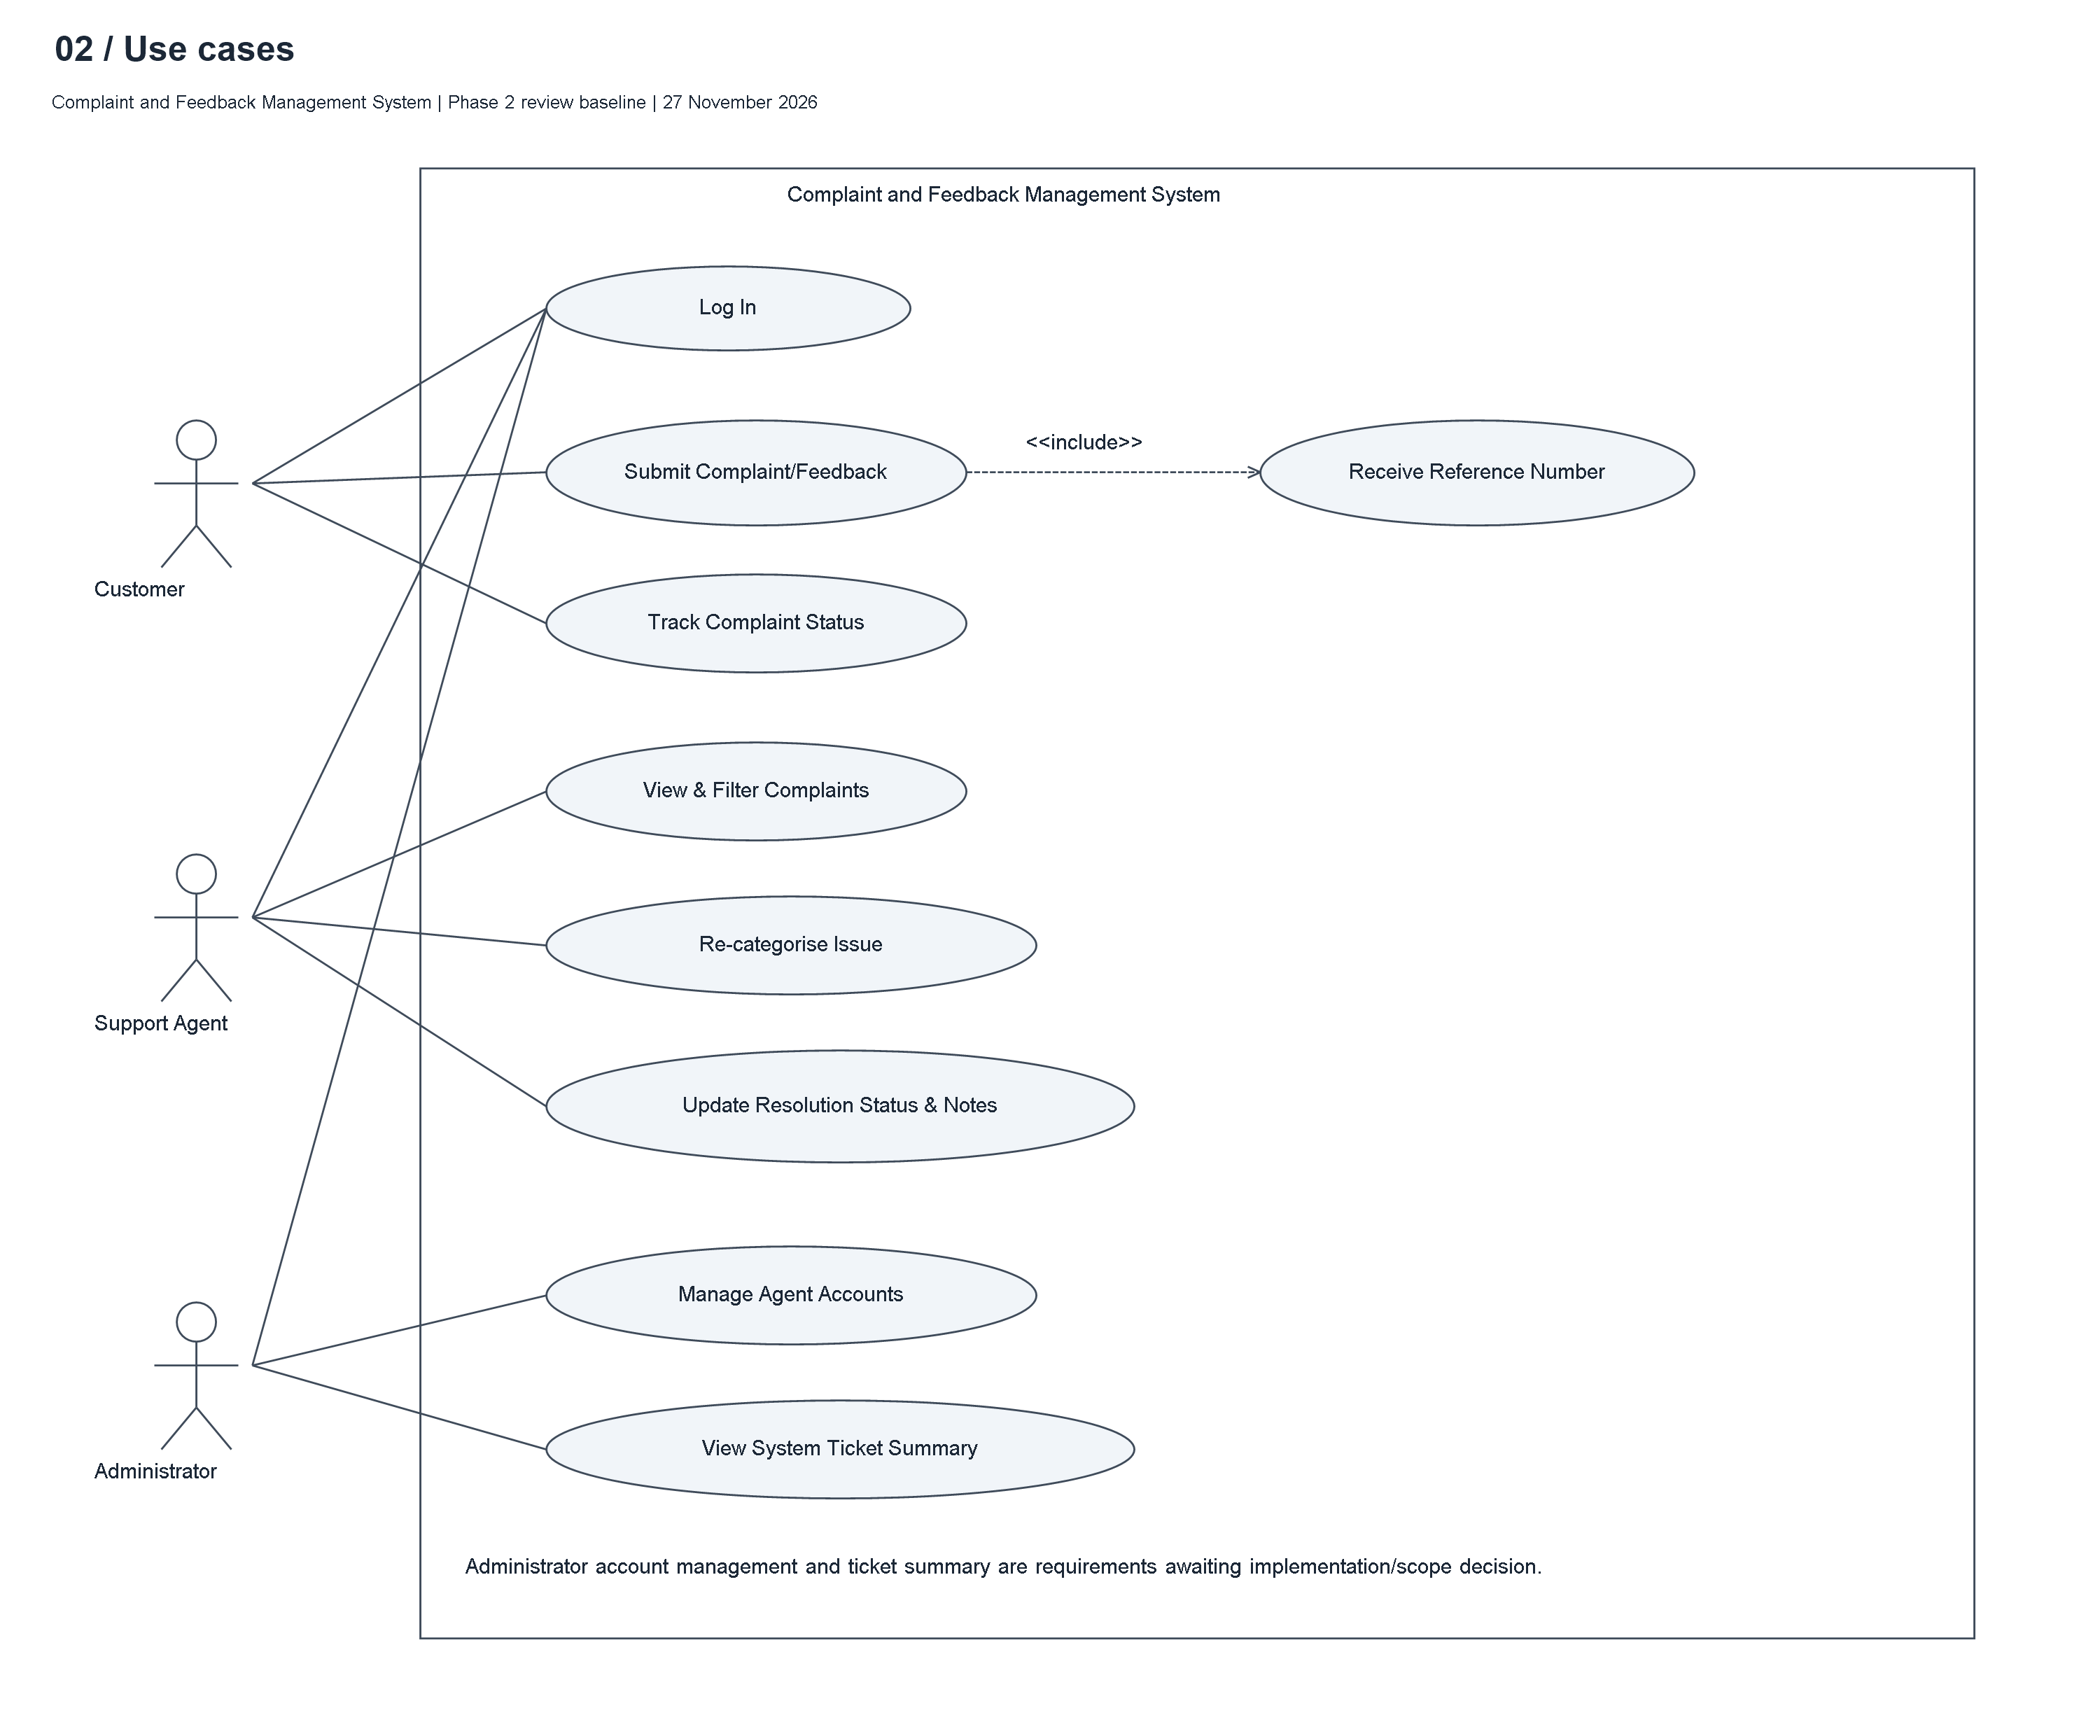 02 / Use cases
Complaint and Feedback Management System | Phase 2 review baseline | 27 November 2026
Complaint and Feedback Management System
Log In
<<include>>
Submit Complaint/Feedback
Receive Reference Number
Customer
Track Complaint Status
View & Filter Complaints
Re-categorise Issue
Support Agent
Update Resolution Status & Notes
Manage Agent Accounts
View System Ticket Summary
Administrator
Administrator account management and ticket summary are requirements awaiting implementation/scope decision.